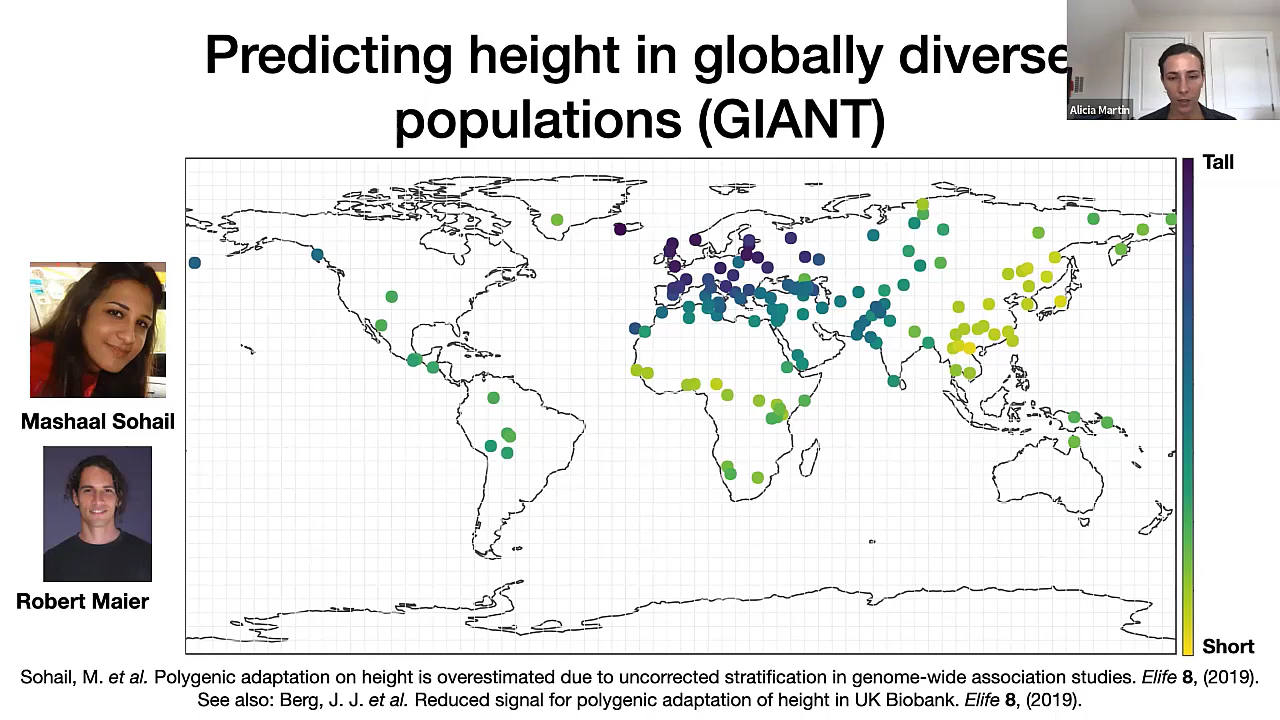 Predicting height in globally diverse
populations (GIANT)
Alicia Martin
Tall
Mashaal Sohail
Robert Maier
Short
Sohail, M. et al. Polygenic adaptation on height is overestimated due to uncorrected stratification in genome-wide association studies. Elife 8, (2019).
See also: Berg, J. J. et al. Reduced signal for polygenic adaptation of height in UK Biobank. Elife 8, (2019).